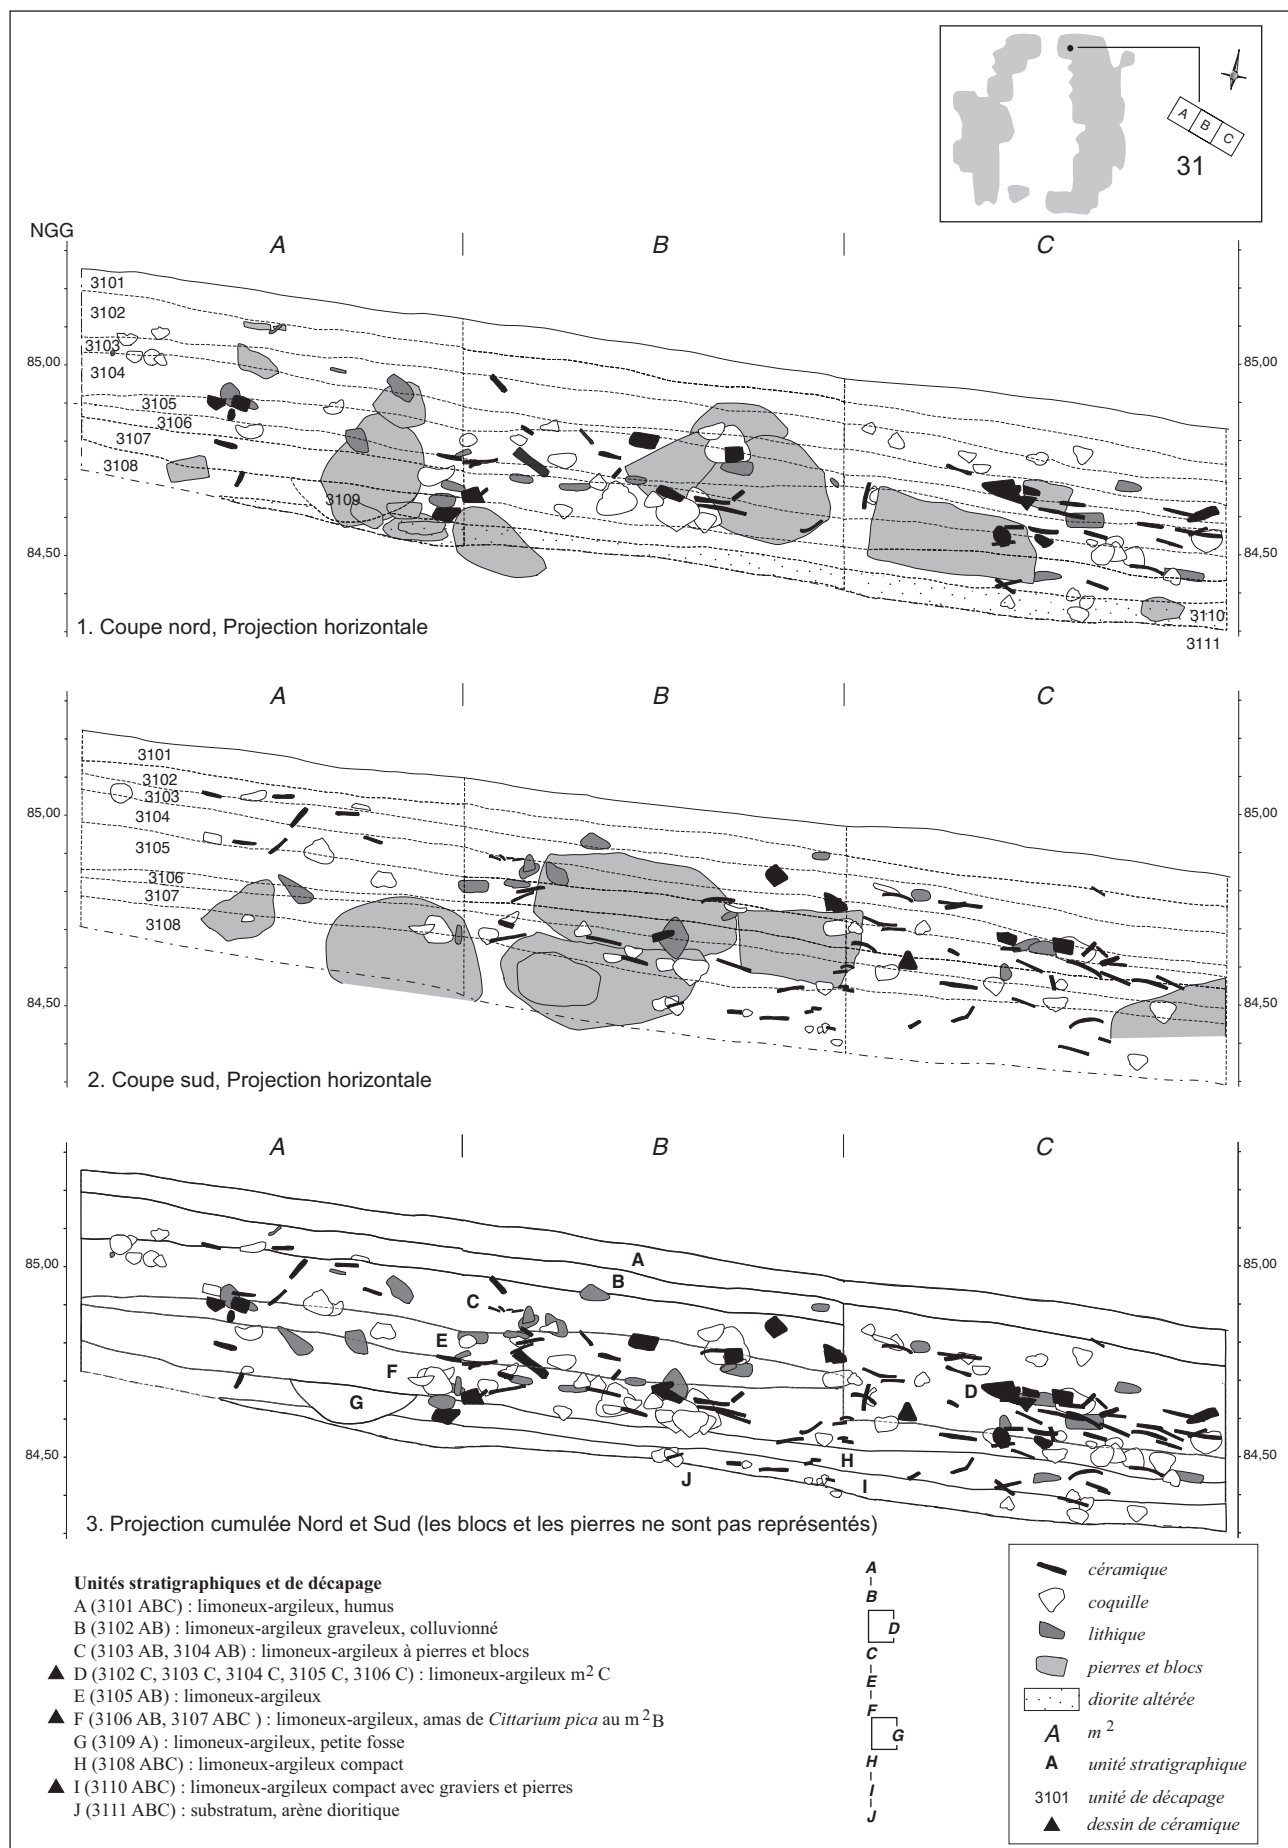 A B C
31
NGG
A B C
3101
3102
3103
85,00 85,00
3104
3105
3106
3107
3108
3109
84,50 84,50
3110
1. Coupe nord, Projection horizontale
3111
A B C
3101
3102
3103
85,00 85,00
3104
3105
3106
3107
3108
84,50 84,50
2. Coupe sud, Projection horizontale
A B C
A
85,00 85,00
B
C
E
F
D
G
84,50 84,50
H
J
I
3. Projection cumulée Nord et Sud (les blocs et les pierres ne sont pas représentés)
Unités stratigraphiques et de décapage
A (3101 ABC) : limoneux-argileux, humus
B (3102 AB) : limoneux-argileux graveleux, colluvionné
C (3103 AB, 3104 AB) : limoneux-argileux à pierres et blocs
D (3102 C, 3103 C, 3104 C, 3105 C, 3106 C) : limoneux-argileux m² C
E (3105 AB) : limoneux-argileux
F (3106 AB, 3107 ABC ) : limoneux-argileux, amas de Cittarium pica au m² B
G (3109 A) : limoneux-argileux, petite fosse
H (3108 ABC) : limoneux-argileux compact
I (3110 ABC) : limoneux-argileux compact avec graviers et pierres
J (3111 ABC) : substratum, arène dioritique
A
B
D
C
E
F
G
H
I
J
céramique
coquille
lithique
pierres et blocs
diorite altérée
A m²
A unité stratigraphique
3101 unité de décapage
dessin de céramique